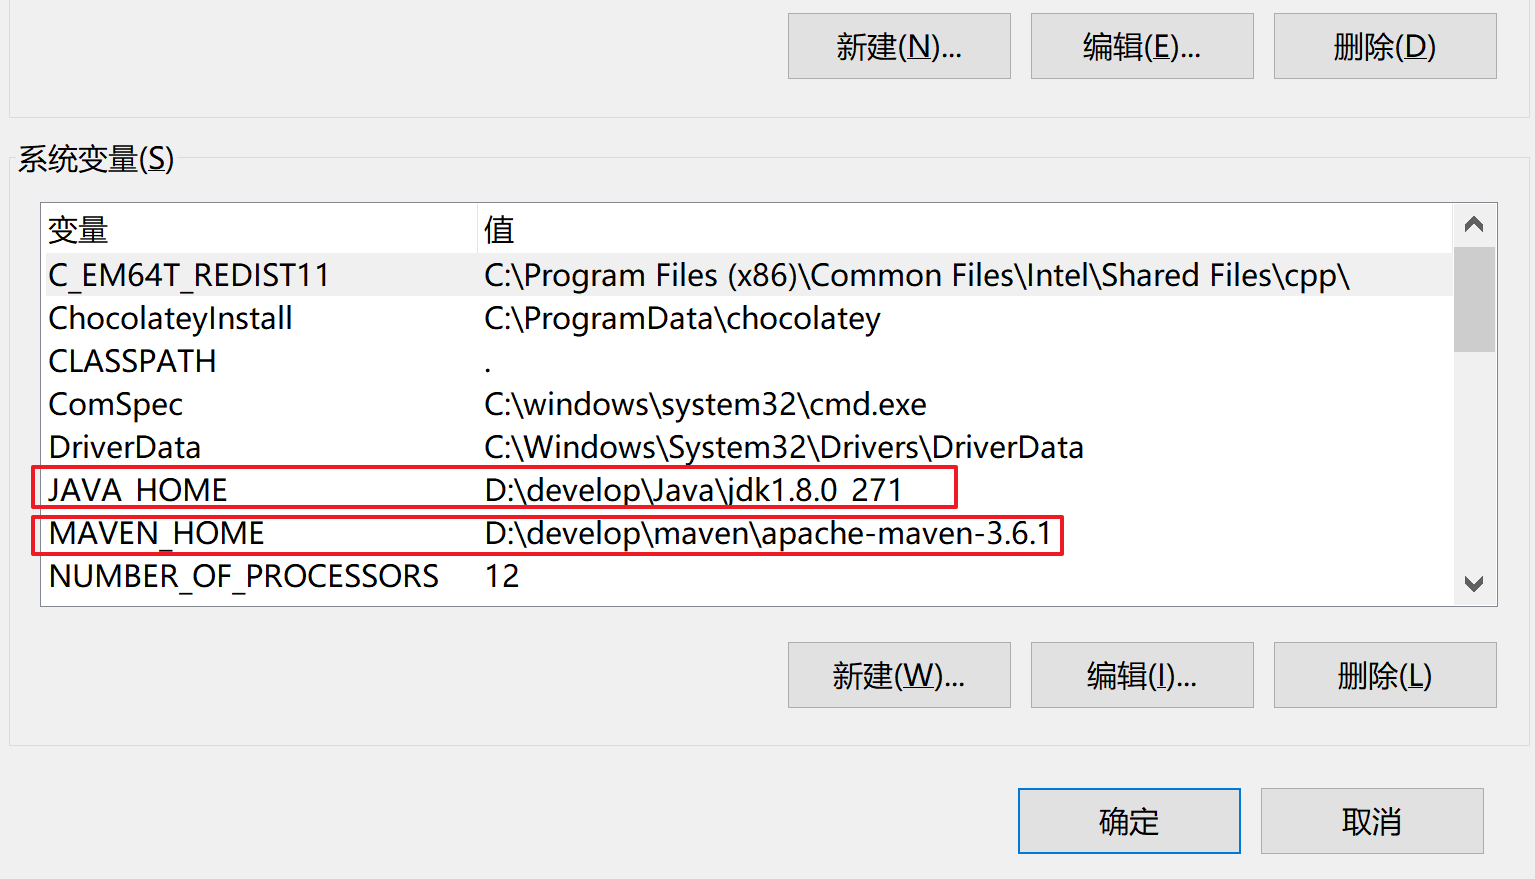 新建(N)... 编辑(E)... 删除(D)
系统变量(S)
变量 值
C_EM64T_REDIST11 C:\Program Files (x86)\Common Files\Intel\Shared Files\cpp\
ChocolateyInstall C:\ProgramData\chocolatey
CLASSPATH .
ComSpec C:\windows\system32\cmd.exe
DriverData C:\Windows\System32\Drivers\DriverData
JAVA_HOME D:\develop\Java\jdk1.8.0_271
MAVEN_HOME D:\develop\maven\apache-maven-3.6.1
NUMBER_OF_PROCESSORS 12
新建(W)... 编辑(I)... 删除(L)
确定 取消